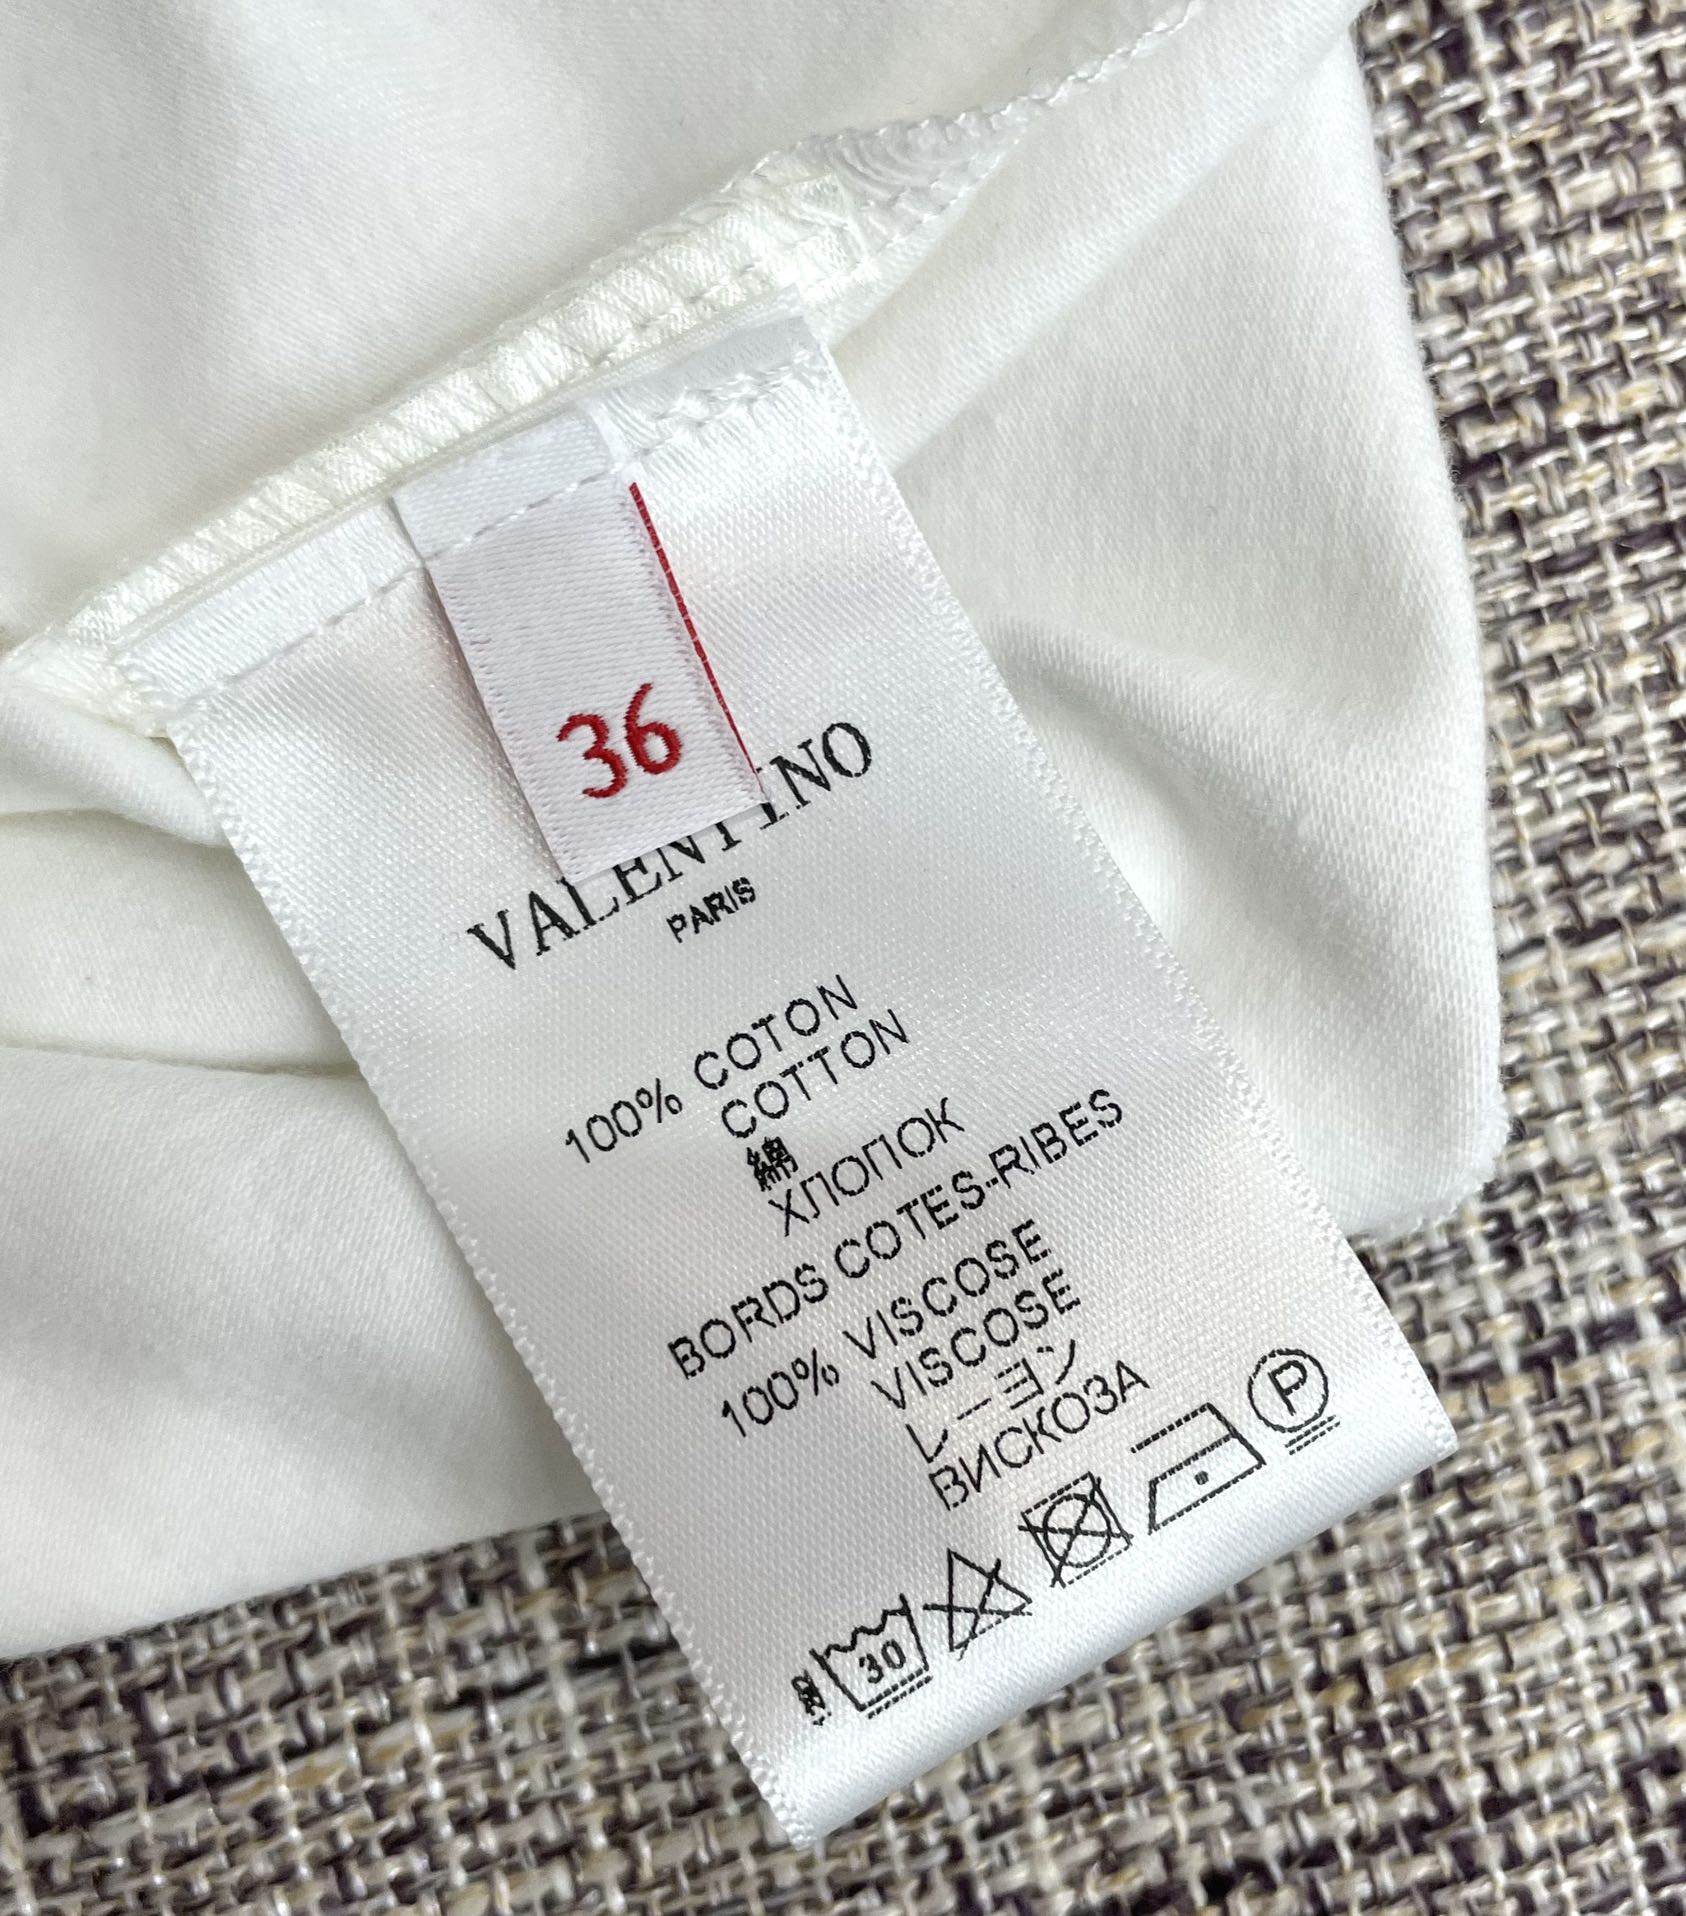 36
VALENTINO
PARIS
100% COTON
COTTON
綿
ХЛОПОК
BORDS COTES-RIBES
100% VISCOSE
VISCOSE
レーヨン
ВИСКОЗА
30
P